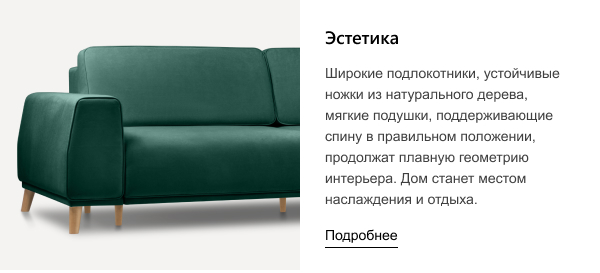 Эстетика
Широкие подлокотники, устойчивые
ножки из натурального дерева,
мягкие подушки, поддерживающие
спину в правильном положении,
продолжат плавную геометрию
интерьера. Дом станет местом
наслаждения и отдыха.
Подробнее